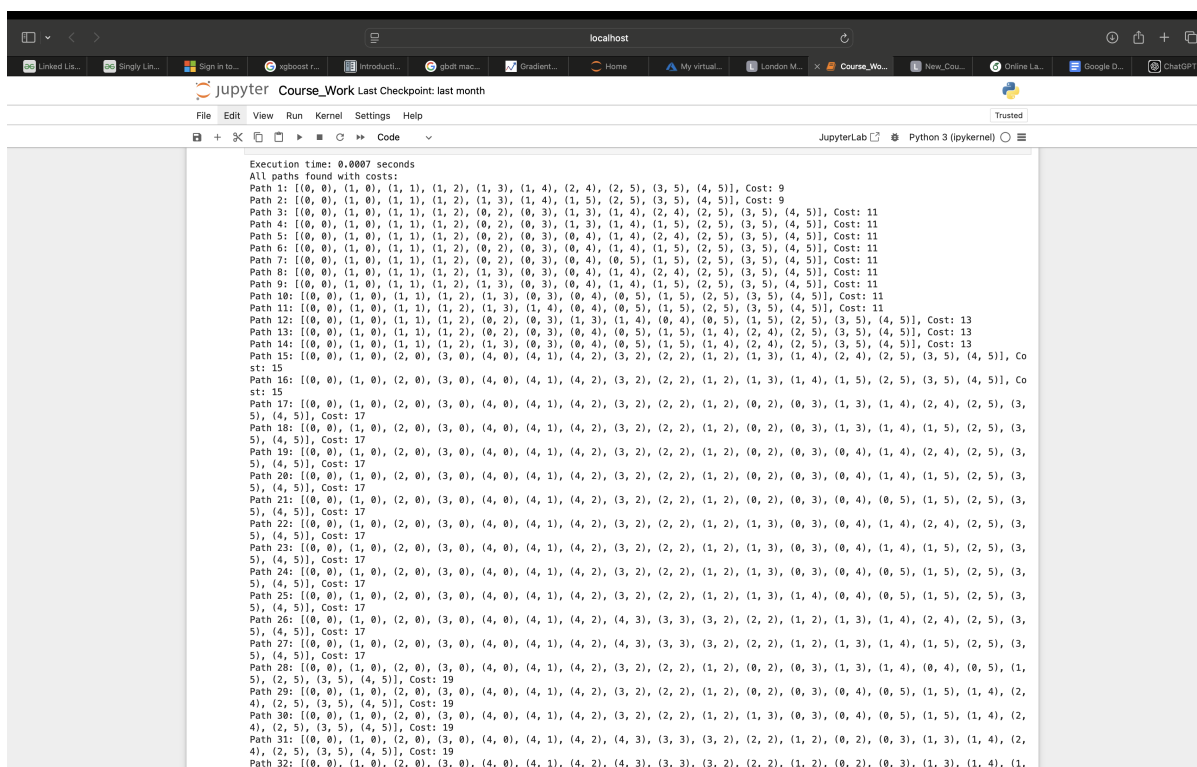 localhost
Linked Lis...
Singly Lin...
Sign in to...
xgboost r...
Introducti...
gbdt mac...
Gradient...
Home
My virtual...
London M...
Course_Wo...
New_Cou...
Online La...
Google D...
ChatGPT
jupyter Course_Work Last Checkpoint: last month
File Edit View Run Kernel Settings Help
Trusted
Code
JupyterLab
Python 3 (ipykernel)
Execution time: 0.0007 seconds
All paths found with costs:
Path 1: [(0, 0), (1, 0), (1, 1), (1, 2), (1, 3), (1, 4), (2, 4), (2, 5), (3, 5), (4, 5)], Cost: 9
Path 2: [(0, 0), (1, 0), (1, 1), (1, 2), (1, 3), (1, 4), (1, 5), (2, 5), (3, 5), (4, 5)], Cost: 9
Path 3: [(0, 0), (1, 0), (1, 1), (1, 2), (0, 2), (0, 3), (1, 3), (1, 4), (2, 4), (2, 5), (3, 5), (4, 5)], Cost: 11
Path 4: [(0, 0), (1, 0), (1, 1), (1, 2), (0, 2), (0, 3), (1, 3), (1, 4), (1, 5), (2, 5), (3, 5), (4, 5)], Cost: 11
Path 5: [(0, 0), (1, 0), (1, 1), (1, 2), (0, 2), (0, 3), (0, 4), (1, 4), (2, 4), (2, 5), (3, 5), (4, 5)], Cost: 11
Path 6: [(0, 0), (1, 0), (1, 1), (1, 2), (0, 2), (0, 3), (0, 4), (1, 4), (1, 5), (2, 5), (3, 5), (4, 5)], Cost: 11
Path 7: [(0, 0), (1, 0), (1, 1), (1, 2), (0, 2), (0, 3), (0, 4), (0, 5), (1, 5), (2, 5), (3, 5), (4, 5)], Cost: 11
Path 8: [(0, 0), (1, 0), (1, 1), (1, 2), (1, 3), (0, 3), (0, 4), (1, 4), (2, 4), (2, 5), (3, 5), (4, 5)], Cost: 11
Path 9: [(0, 0), (1, 0), (1, 1), (1, 2), (1, 3), (0, 3), (0, 4), (1, 4), (1, 5), (2, 5), (3, 5), (4, 5)], Cost: 11
Path 10: [(0, 0), (1, 0), (1, 1), (1, 2), (1, 3), (0, 3), (0, 4), (0, 5), (1, 5), (2, 5), (3, 5), (4, 5)], Cost: 11
Path 11: [(0, 0), (1, 0), (1, 1), (1, 2), (1, 3), (1, 4), (0, 4), (0, 5), (1, 5), (2, 5), (3, 5), (4, 5)], Cost: 11
Path 12: [(0, 0), (1, 0), (1, 1), (1, 2), (0, 2), (0, 3), (1, 3), (1, 4), (0, 4), (0, 5), (1, 5), (2, 5), (3, 5), (4, 5)], Cost: 13
Path 13: [(0, 0), (1, 0), (1, 1), (1, 2), (0, 2), (0, 3), (0, 4), (0, 5), (1, 5), (1, 4), (2, 4), (2, 5), (3, 5), (4, 5)], Cost: 13
Path 14: [(0, 0), (1, 0), (1, 1), (1, 2), (1, 3), (0, 3), (0, 4), (0, 5), (1, 5), (1, 4), (2, 4), (2, 5), (3, 5), (4, 5)], Cost: 13
Path 15: [(0, 0), (1, 0), (2, 0), (3, 0), (4, 0), (4, 1), (4, 2), (3, 2), (2, 2), (1, 2), (1, 3), (1, 4), (2, 4), (2, 5), (3, 5), (4, 5)], Co
st: 15
Path 16: [(0, 0), (1, 0), (2, 0), (3, 0), (4, 0), (4, 1), (4, 2), (3, 2), (2, 2), (1, 2), (1, 3), (1, 4), (1, 5), (2, 5), (3, 5), (4, 5)], Co
st: 15
Path 17: [(0, 0), (1, 0), (2, 0), (3, 0), (4, 0), (4, 1), (4, 2), (3, 2), (2, 2), (1, 2), (0, 2), (0, 3), (1, 3), (1, 4), (2, 4), (2, 5), (3,
5), (4, 5)], Cost: 17
Path 18: [(0, 0), (1, 0), (2, 0), (3, 0), (4, 0), (4, 1), (4, 2), (3, 2), (2, 2), (1, 2), (0, 2), (0, 3), (1, 3), (1, 4), (1, 5), (2, 5), (3,
5), (4, 5)], Cost: 17
Path 19: [(0, 0), (1, 0), (2, 0), (3, 0), (4, 0), (4, 1), (4, 2), (3, 2), (2, 2), (1, 2), (0, 2), (0, 3), (0, 4), (1, 4), (2, 4), (2, 5), (3,
5), (4, 5)], Cost: 17
Path 20: [(0, 0), (1, 0), (2, 0), (3, 0), (4, 0), (4, 1), (4, 2), (3, 2), (2, 2), (1, 2), (0, 2), (0, 3), (0, 4), (1, 4), (1, 5), (2, 5), (3,
5), (4, 5)], Cost: 17
Path 21: [(0, 0), (1, 0), (2, 0), (3, 0), (4, 0), (4, 1), (4, 2), (3, 2), (2, 2), (1, 2), (0, 2), (0, 3), (0, 4), (0, 5), (1, 5), (2, 5), (3,
5), (4, 5)], Cost: 17
Path 22: [(0, 0), (1, 0), (2, 0), (3, 0), (4, 0), (4, 1), (4, 2), (3, 2), (2, 2), (1, 2), (1, 3), (0, 3), (0, 4), (1, 4), (2, 4), (2, 5), (3,
5), (4, 5)], Cost: 17
Path 23: [(0, 0), (1, 0), (2, 0), (3, 0), (4, 0), (4, 1), (4, 2), (3, 2), (2, 2), (1, 2), (1, 3), (0, 3), (0, 4), (1, 4), (1, 5), (2, 5), (3,
5), (4, 5)], Cost: 17
Path 24: [(0, 0), (1, 0), (2, 0), (3, 0), (4, 0), (4, 1), (4, 2), (3, 2), (2, 2), (1, 2), (1, 3), (0, 3), (0, 4), (0, 5), (1, 5), (2, 5), (3,
5), (4, 5)], Cost: 17
Path 25: [(0, 0), (1, 0), (2, 0), (3, 0), (4, 0), (4, 1), (4, 2), (3, 2), (2, 2), (1, 2), (1, 3), (1, 4), (0, 4), (0, 5), (1, 5), (2, 5), (3,
5), (4, 5)], Cost: 17
Path 26: [(0, 0), (1, 0), (2, 0), (3, 0), (4, 0), (4, 1), (4, 2), (4, 3), (3, 3), (3, 2), (2, 2), (1, 2), (1, 3), (1, 4), (2, 4), (2, 5), (3,
5), (4, 5)], Cost: 17
Path 27: [(0, 0), (1, 0), (2, 0), (3, 0), (4, 0), (4, 1), (4, 2), (4, 3), (3, 3), (3, 2), (2, 2), (1, 2), (1, 3), (1, 4), (1, 5), (2, 5), (3,
5), (4, 5)], Cost: 17
Path 28: [(0, 0), (1, 0), (2, 0), (3, 0), (4, 0), (4, 1), (4, 2), (3, 2), (2, 2), (1, 2), (0, 2), (0, 3), (1, 3), (1, 4), (0, 4), (0, 5), (1,
5), (2, 5), (3, 5), (4, 5)], Cost: 19
Path 29: [(0, 0), (1, 0), (2, 0), (3, 0), (4, 0), (4, 1), (4, 2), (3, 2), (2, 2), (1, 2), (0, 2), (0, 3), (0, 4), (0, 5), (1, 5), (1, 4), (2,
4), (2, 5), (3, 5), (4, 5)], Cost: 19
Path 30: [(0, 0), (1, 0), (2, 0), (3, 0), (4, 0), (4, 1), (4, 2), (3, 2), (2, 2), (1, 2), (1, 3), (0, 3), (0, 4), (0, 5), (1, 5), (1, 4), (2,
4), (2, 5), (3, 5), (4, 5)], Cost: 19
Path 31: [(0, 0), (1, 0), (2, 0), (3, 0), (4, 0), (4, 1), (4, 2), (4, 3), (3, 3), (3, 2), (2, 2), (1, 2), (0, 2), (0, 3), (1, 3), (1, 4), (2,
4), (2, 5), (3, 5), (4, 5)], Cost: 19
Path 32: [(0, 0), (1, 0), (2, 0), (3, 0), (4, 0), (4, 1), (4, 2), (4, 3), (3, 3), (3, 2), (2, 2), (1, 2), (0, 2), (0, 3), (1, 3), (1, 4), (1,